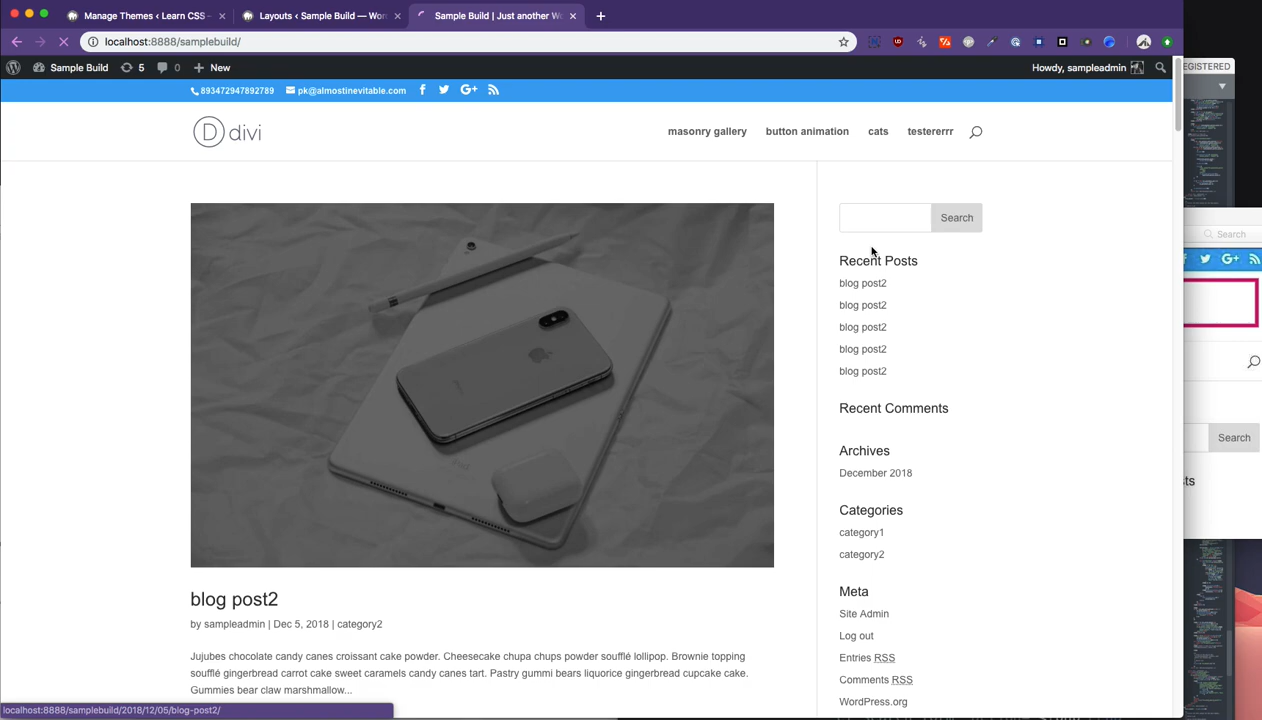 Manage Themes ‹ Learn CSS
Layouts ‹ Sample Build — Wor
Sample Build | Just another Wo
localhost:8888/samplebuild/
Sample Build
5
0
New
Howdy, sampleadmin
893472947892789
pk@almostinevitable.com
G+
D divi
masonry gallery
button animation
cats
testererrr
Search
Recent Posts
blog post2
blog post2
blog post2
blog post2
blog post2
Recent Comments
Archives
December 2018
Categories
category1
category2
Meta
Site Admin
Log out
Entries RSS
Comments RSS
WordPress.org
blog post2
by sampleadmin | Dec 5, 2018 | category2
Jujubes chocolate candy canes croissant cake powder. Cheesecake chupa chups powder soufflé lollipop. Brownie topping
soufflé gingerbread carrot cake sweet caramels candy canes tart. Pastry gummi bears liquorice gingerbread cupcake cake.
Gummies bear claw marshmallow...
localhost:8888/samplebuild/2018/12/05/blog-post2/
EGISTERED
Search
G+
Search
ts